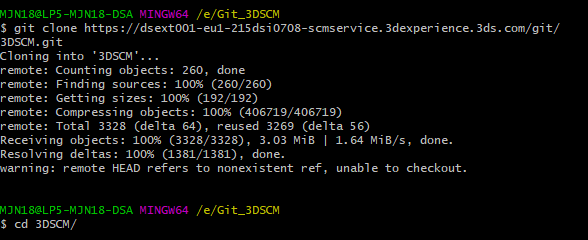 MJN18@LP5-MJN18-DSA MINGW64 /e/Git_3DSCM
$ git clone https://dsext001-eu1-215dsi0708-scmservice.3dexperience.3ds.com/git/
3DSCM.git
Cloning into '3DSCM'...
remote: Counting objects: 260, done
remote: Finding sources: 100% (260/260)
remote: Getting sizes: 100% (192/192)
remote: Compressing objects: 100% (406719/406719)
remote: Total 3328 (delta 64), reused 3269 (delta 56)
Receiving objects: 100% (3328/3328), 3.03 MiB | 1.64 MiB/s, done.
Resolving deltas: 100% (1381/1381), done.
warning: remote HEAD refers to nonexistent ref, unable to checkout.
MJN18@LP5-MJN18-DSA MINGW64 /e/Git_3DSCM
$ cd 3DSCM/